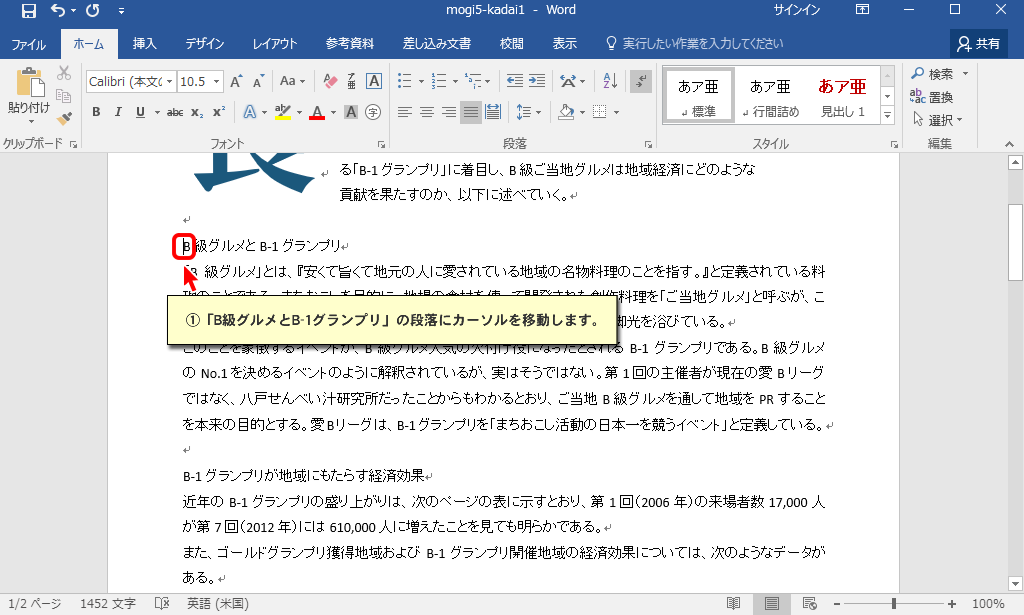 mogi5-kadai1 - Word
サインイン
ファイル ホーム 挿入 デザイン レイアウト 参考資料 差し込み文書 校閲 表示 実行したい作業を入力してください 共有
貼り付け
Calibri (本文の 10.5
Aa
B I U abc x₂ x²
あア亜 あア亜 あア亜
標準 行間詰め 見出し 1
検索
置換
選択
クリップボード フォント 段落 スタイル 編集
る「B-1 グランプリ」に着目し、B 級ご当地グルメは地域経済にどのような
貢献を果たすのか、以下に述べていく。
B 級グルメと B-1 グランプリ
「B 級グルメ」とは、『安くて旨くて地元の人に愛されている地域の名物料理のことを指す。』と定義されている料
①「B級グルメとB-1グランプリ」の段落にカーソルを移動します。
脚光を浴びている。
このことを象徴するイベントが、B 級グルメ人気の火付け役になったとされる B-1 グランプリである。B 級グルメ
の No.1 を決めるイベントのように解釈されているが、実はそうではない。第 1 回の主催者が現在の愛 B リーグ
ではなく、八戸せんべい汁研究所だったことからもわかるとおり、ご当地 B 級グルメを通して地域を PR すること
を本来の目的とする。愛 B リーグは、B-1 グランプリを「まちおこし活動の日本一を競うイベント」と定義している。
B-1 グランプリが地域にもたらす経済効果
近年の B-1 グランプリの盛り上がりは、次のページの表に示すとおり、第 1 回(2006 年)の来場者数 17,000 人
が第 7 回(2012 年)には 610,000 人に増えたことを見ても明らかである。
また、ゴールドグランプリ獲得地域および B-1 グランプリ開催地域の経済効果については、次のようなデータが
ある。
1/2 ページ 1452 文字 英語 (米国) 100%